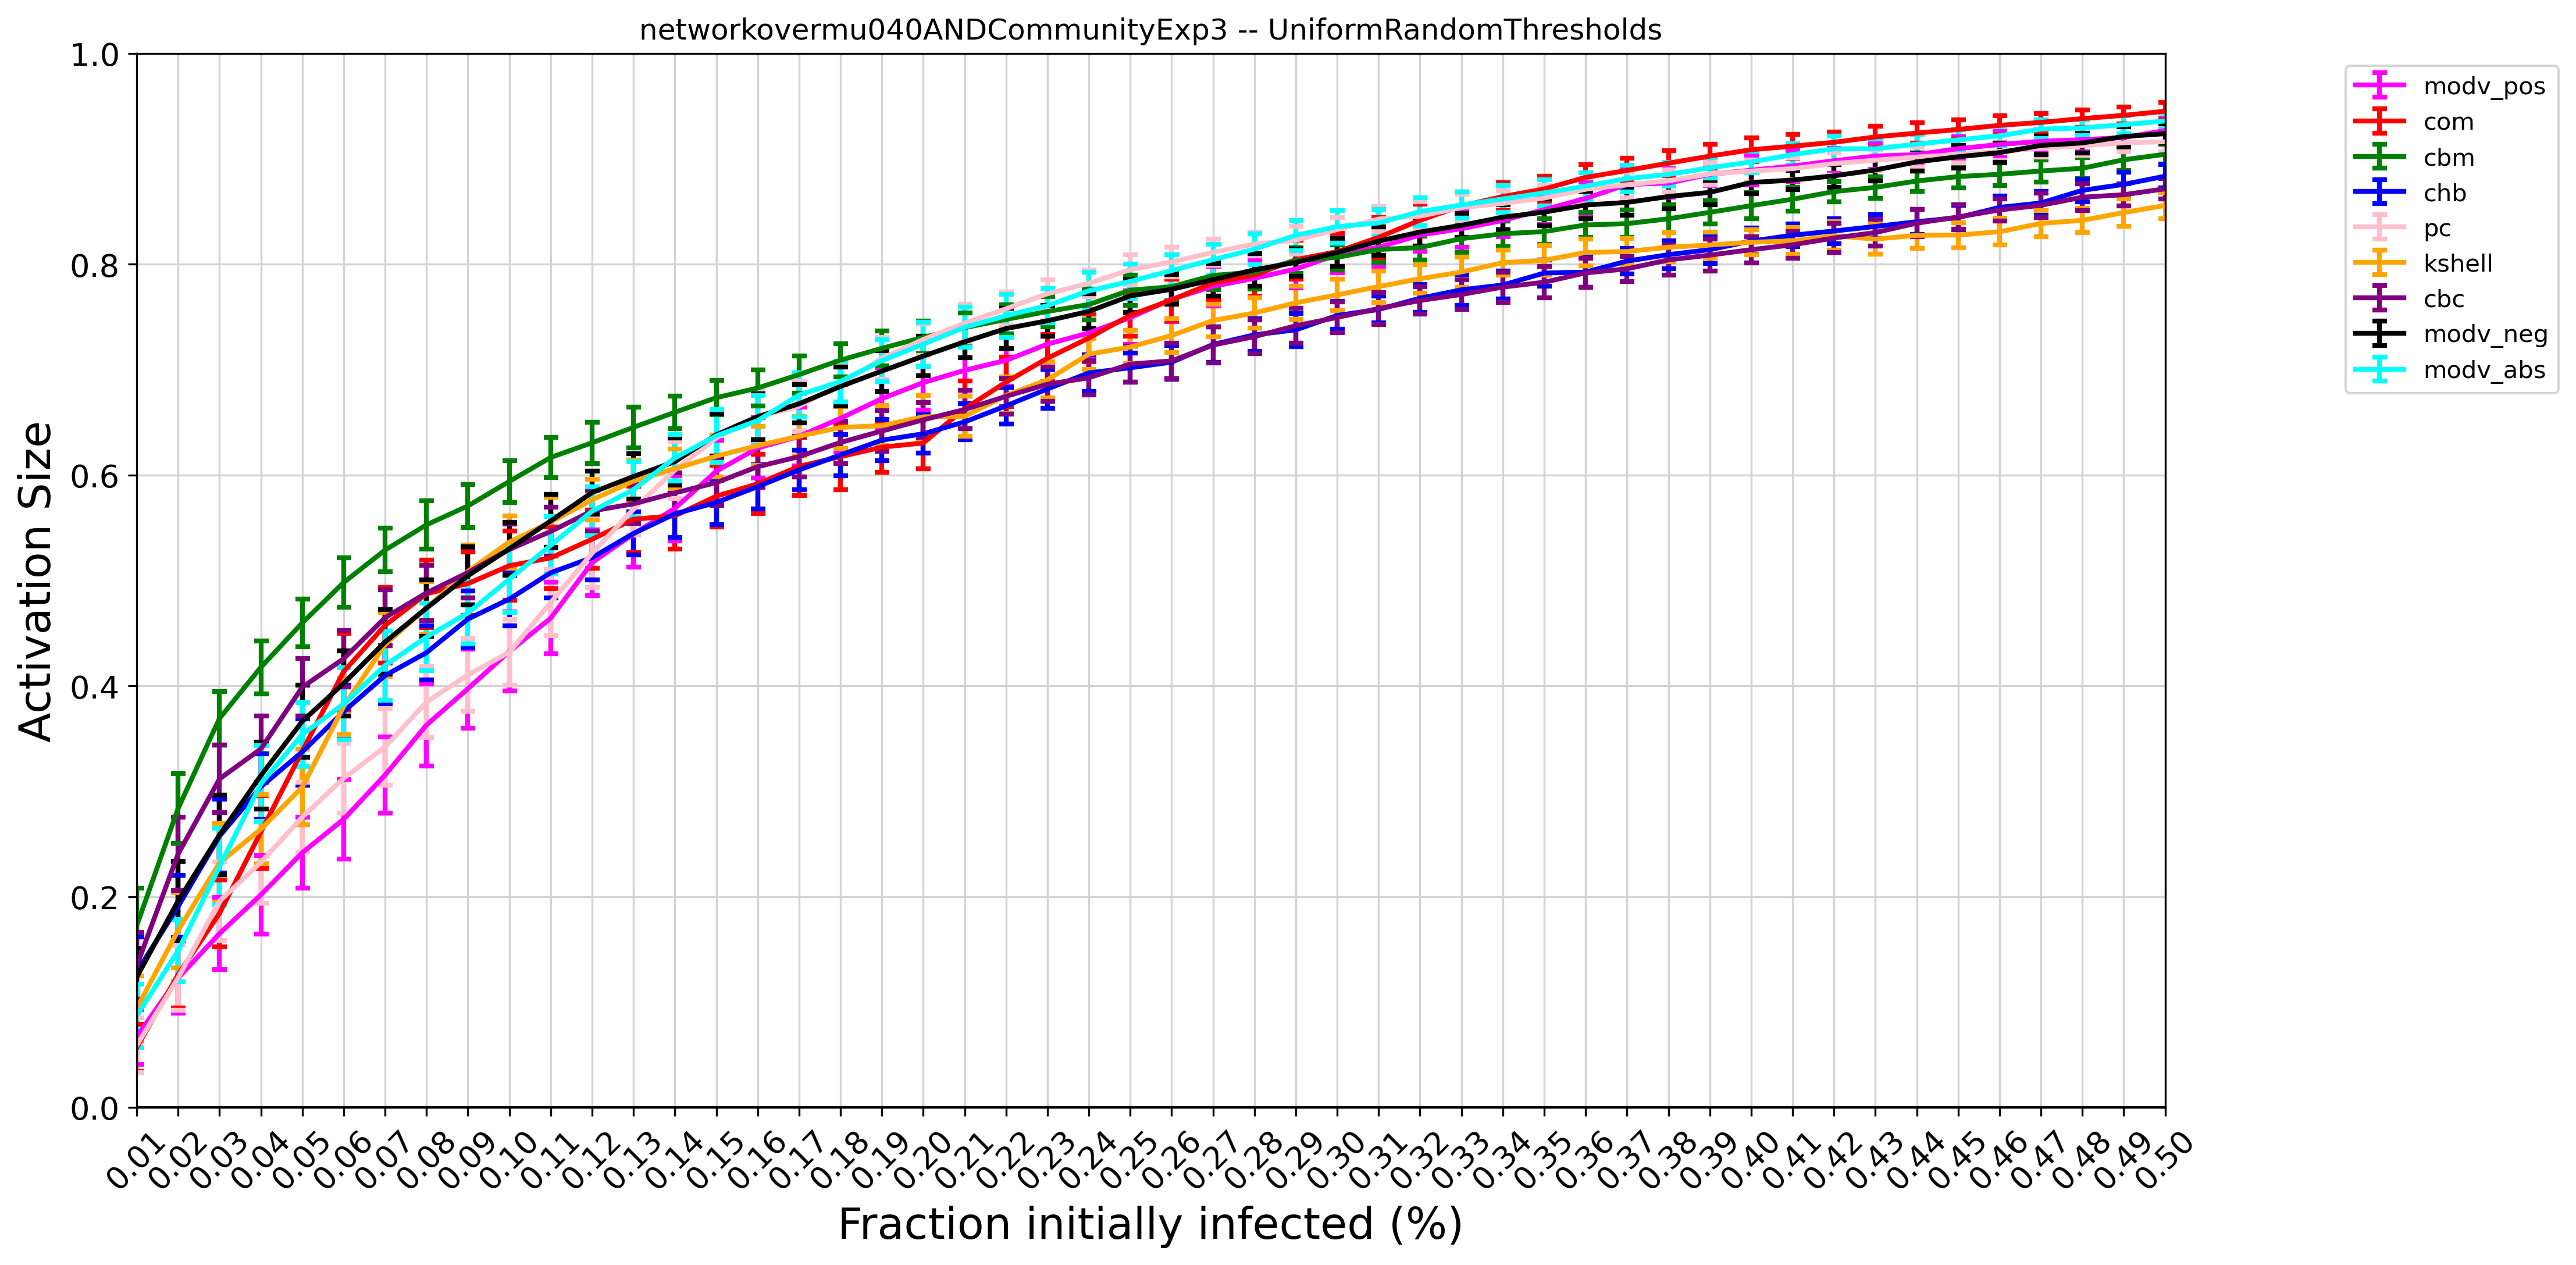 networkovermu040ANDCommunityExp3 -- UniformRandomThresholds
1.0
0.8
0.6
0.4
0.2
0.0
Activation Size
0.01 0.02 0.03 0.04 0.05 0.06 0.07 0.08 0.09 0.10 0.11 0.12 0.13 0.14 0.15 0.16 0.17 0.18 0.19 0.20 0.21 0.22 0.23 0.24 0.25 0.26 0.27 0.28 0.29 0.30 0.31 0.32 0.33 0.34 0.35 0.36 0.37 0.38 0.39 0.40 0.41 0.42 0.43 0.44 0.45 0.46 0.47 0.48 0.49 0.50
Fraction initially infected (%)
modv_pos
com
cbm
chb
pc
kshell
cbc
modv_neg
modv_abs